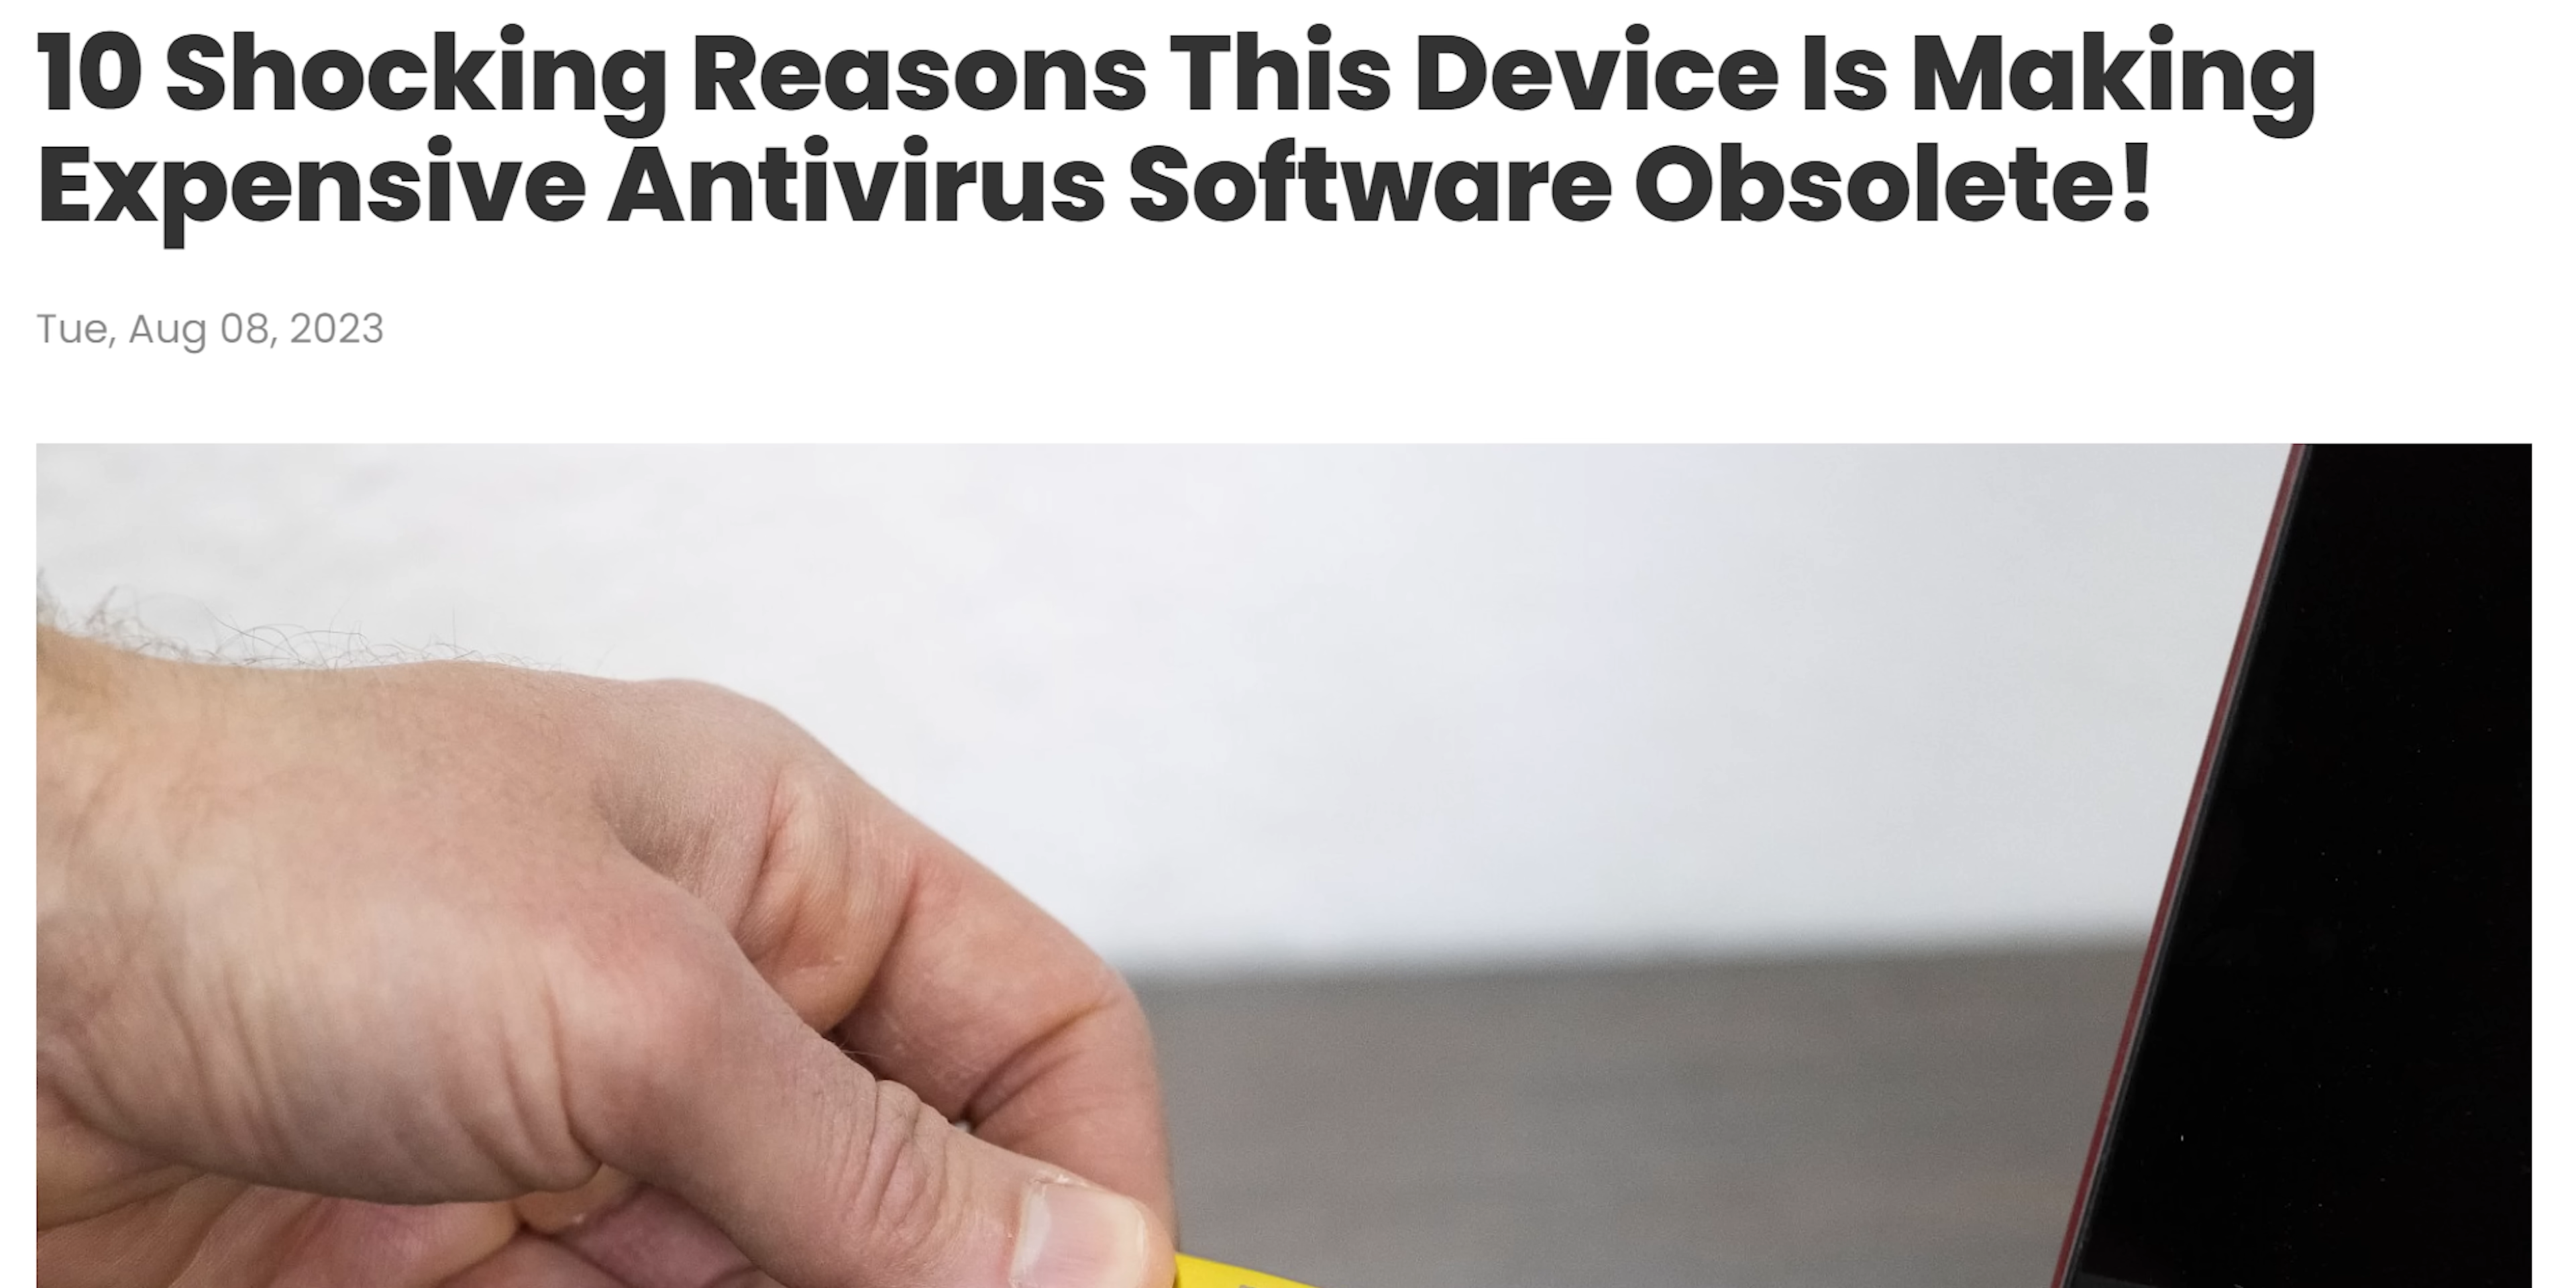 10 Shocking Reasons This Device Is Making
Expensive Antivirus Software Obsolete!
Tue, Aug 08, 2023